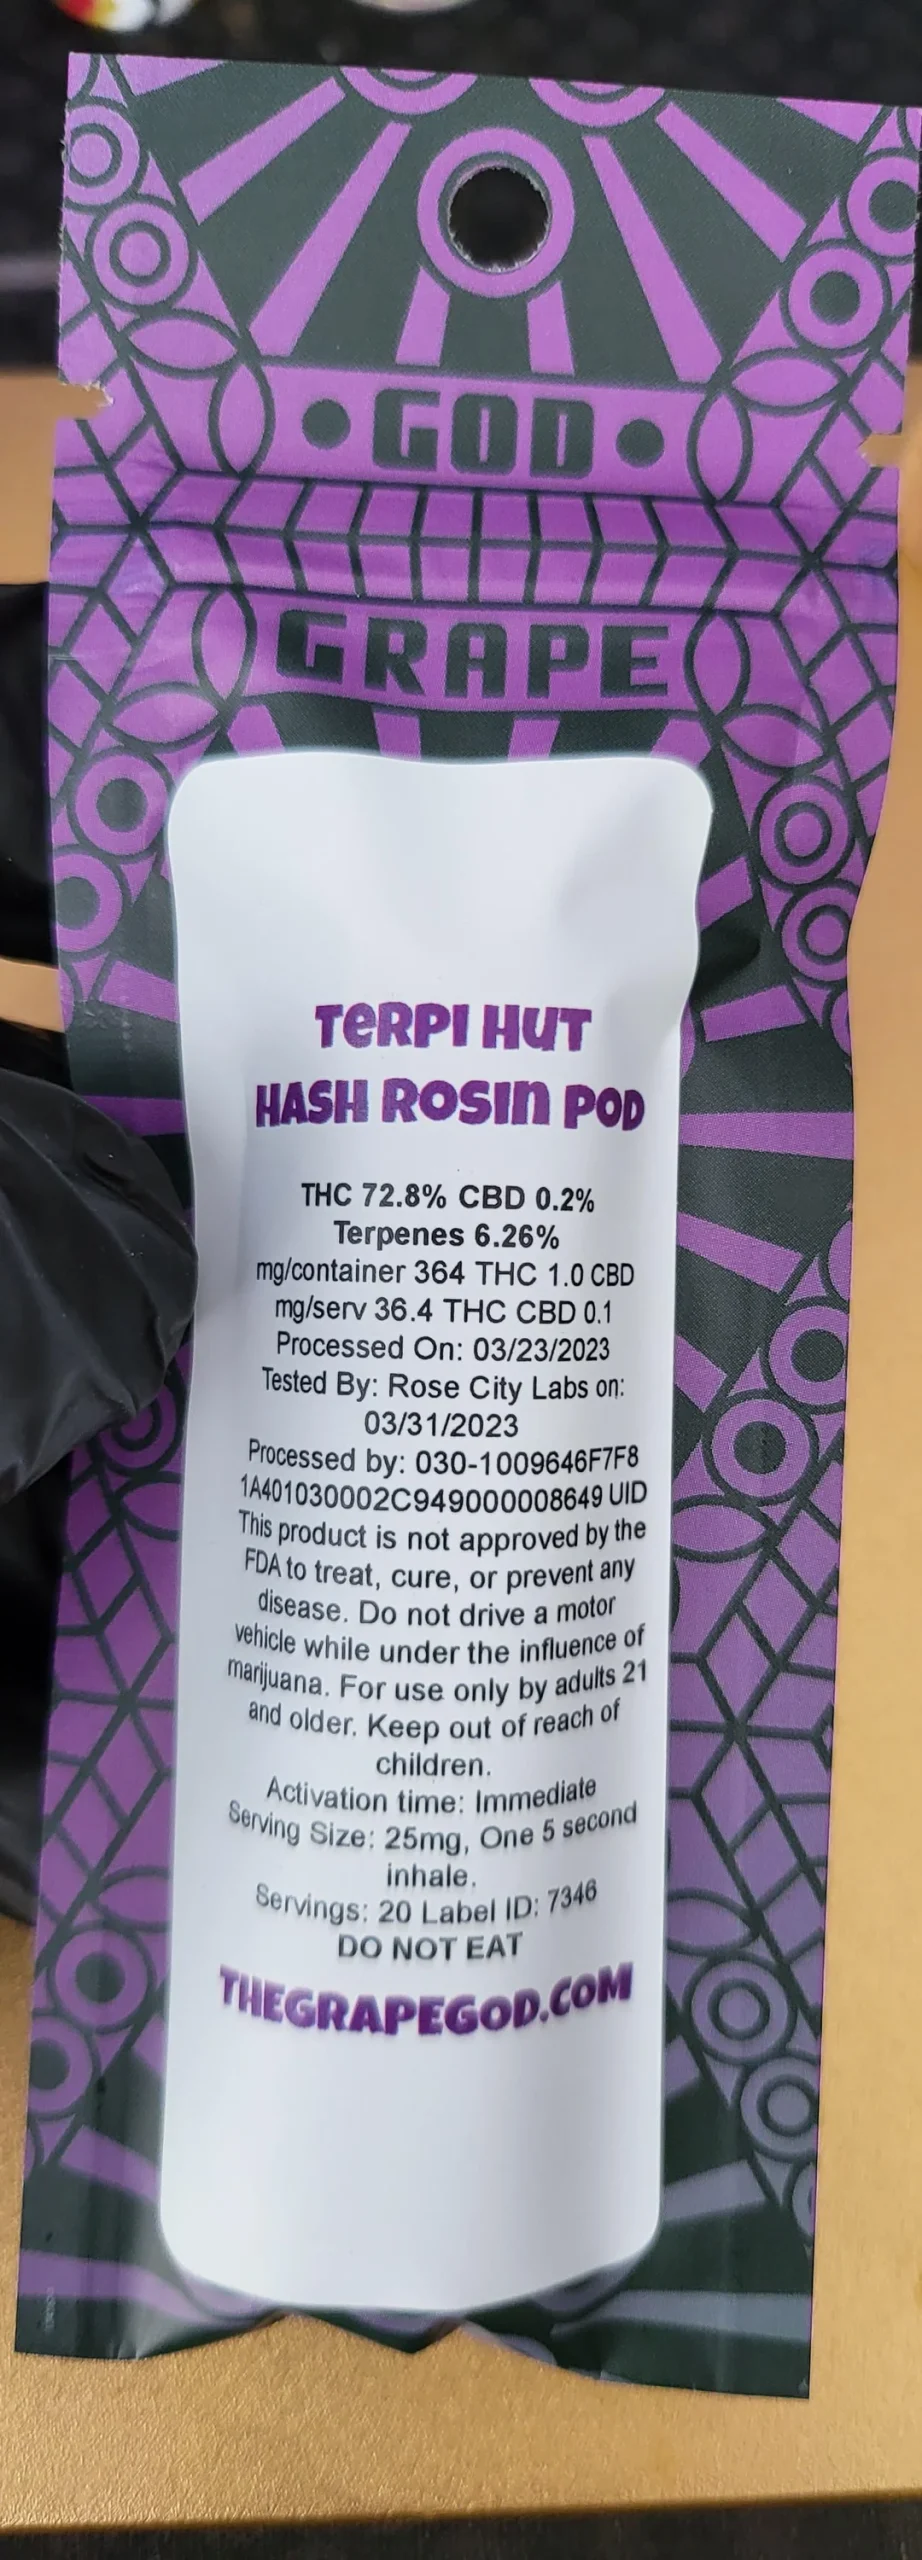 GOD
GRAPE
TERPI HUT
HASH ROSIN POD
THC 72.8% CBD 0.2%
Terpenes 6.26%
mg/container 364 THC 1.0 CBD
mg/serv 36.4 THC CBD 0.1
Processed On: 03/23/2023
Tested By: Rose City Labs on:
03/31/2023
Processed by: 030-1009646F7F8
1A401030002C949000008649 UID
This product is not approved by the
FDA to treat, cure, or prevent any
disease. Do not drive a motor
vehicle while under the influence of
marijuana. For use only by adults 21
and older. Keep out of reach of
children.
Activation time: Immediate
Serving Size: 25mg, One 5 second
inhale.
Servings: 20 Label ID: 7346
DO NOT EAT
THEGRAPEGOD.COM